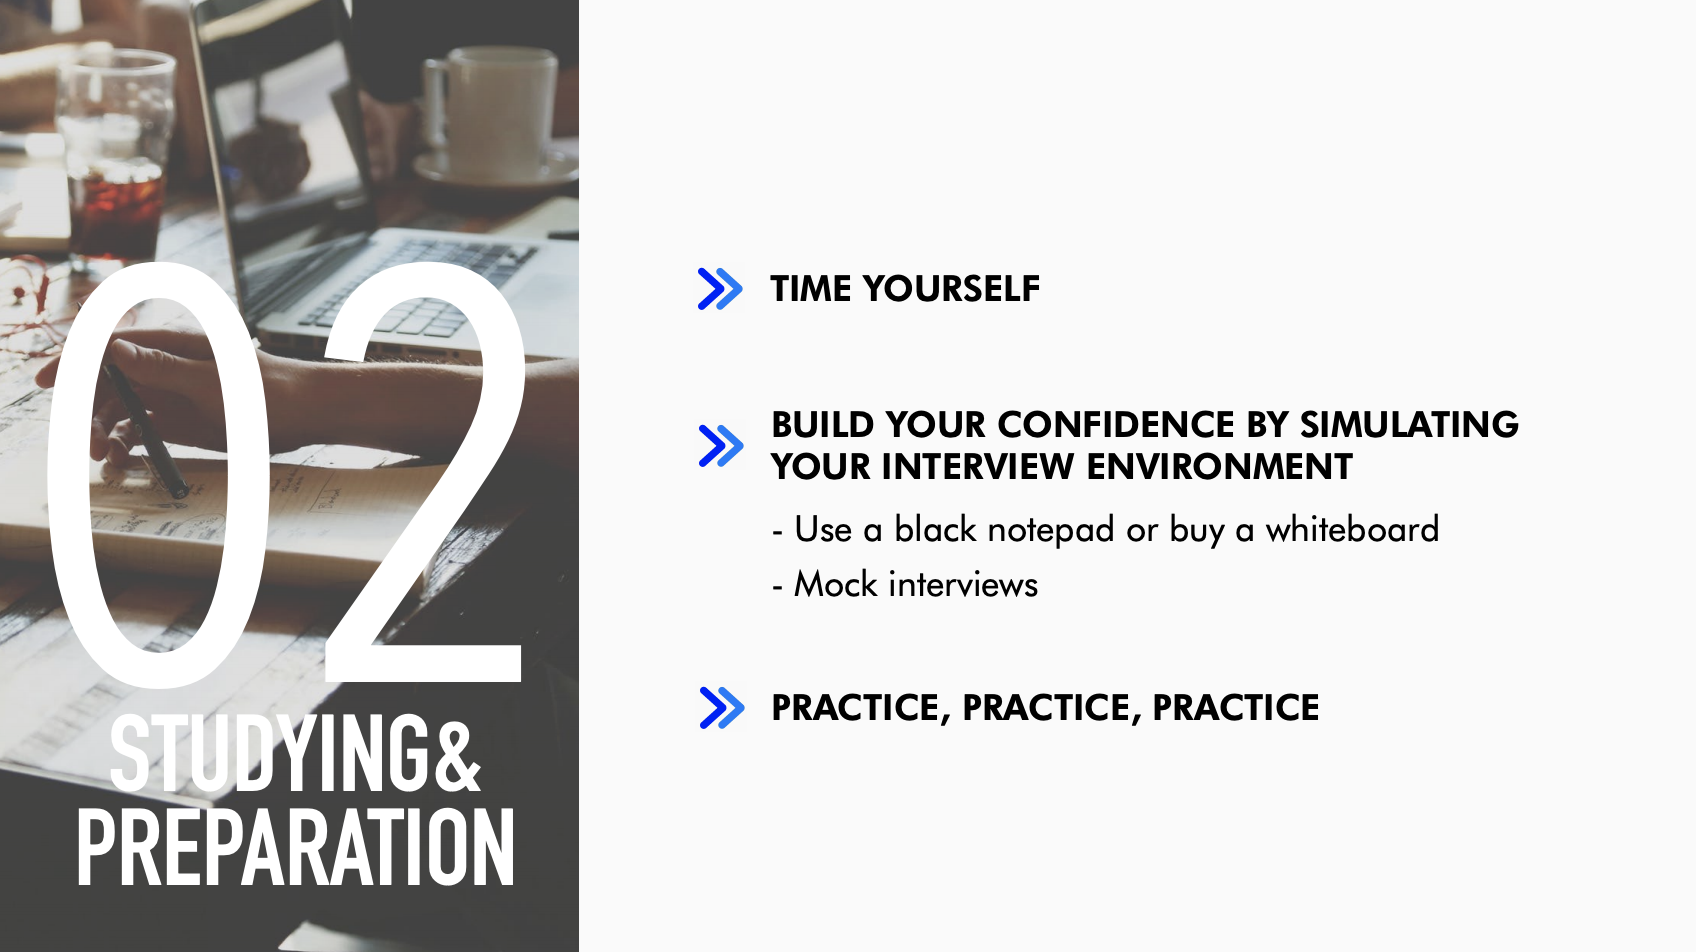 02
STUDYING&
PREPARATION
TIME YOURSELF
BUILD YOUR CONFIDENCE BY SIMULATING
YOUR INTERVIEW ENVIRONMENT
- Use a black notepad or buy a whiteboard
- Mock interviews
PRACTICE, PRACTICE, PRACTICE